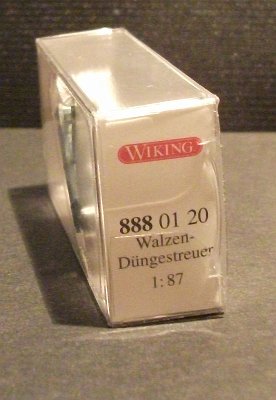 WIKING
888 01 20
Walzen-
Düngestreuer
1:87